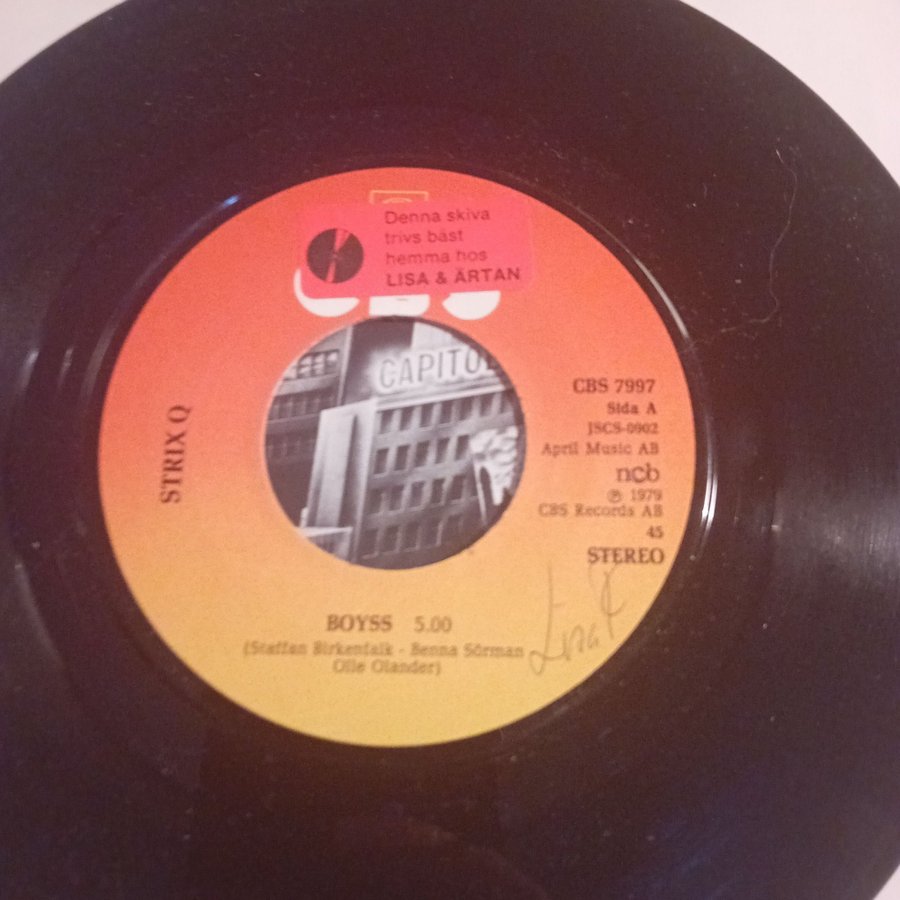 Denna skiva
trivs bäst
hemma hos
LISA & ÄRTAN
CBS
CAPITOL
STRIX Q
CBS 7997
Sida A
JSCS-0902
April Music AB
ncb
℗ 1979
CBS Records AB
45
STEREO
BOYSS 5.00
(Staffan Birkenfalk - Benna Sörman
Olle Olander)